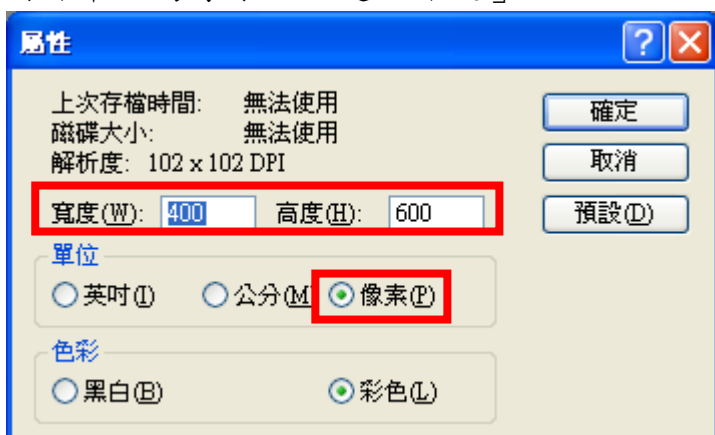 屬性
上次存檔時間: 無法使用
磁碟大小: 無法使用
解析度: 102 x 102 DPI
寬度(W): 400 高度(H): 600
單位
英吋(I) 公分(M 像素(P)
色彩
黑白(B) 彩色(L)
確定
取消
預設(D)